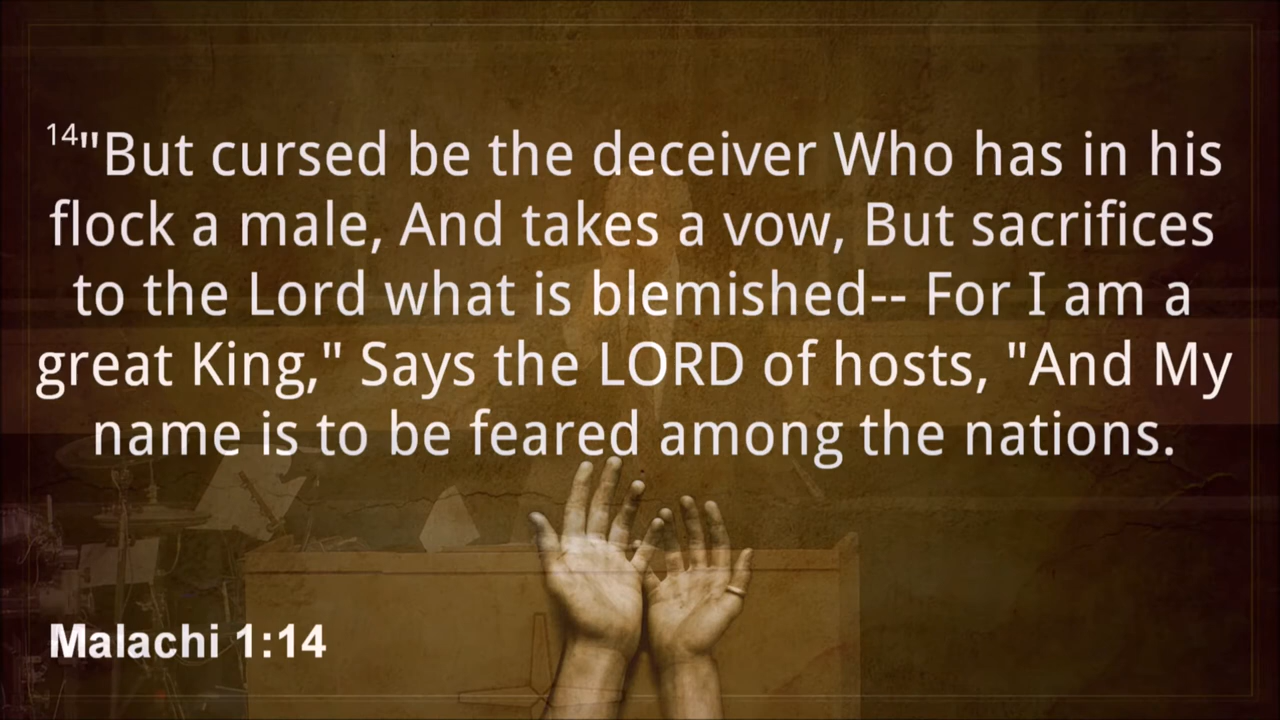 14"But cursed be the deceiver Who has in his
flock a male, And takes a vow, But sacrifices
to the Lord what is blemished-- For I am a
great King," Says the LORD of hosts, "And My
name is to be feared among the nations.
Malachi 1:14